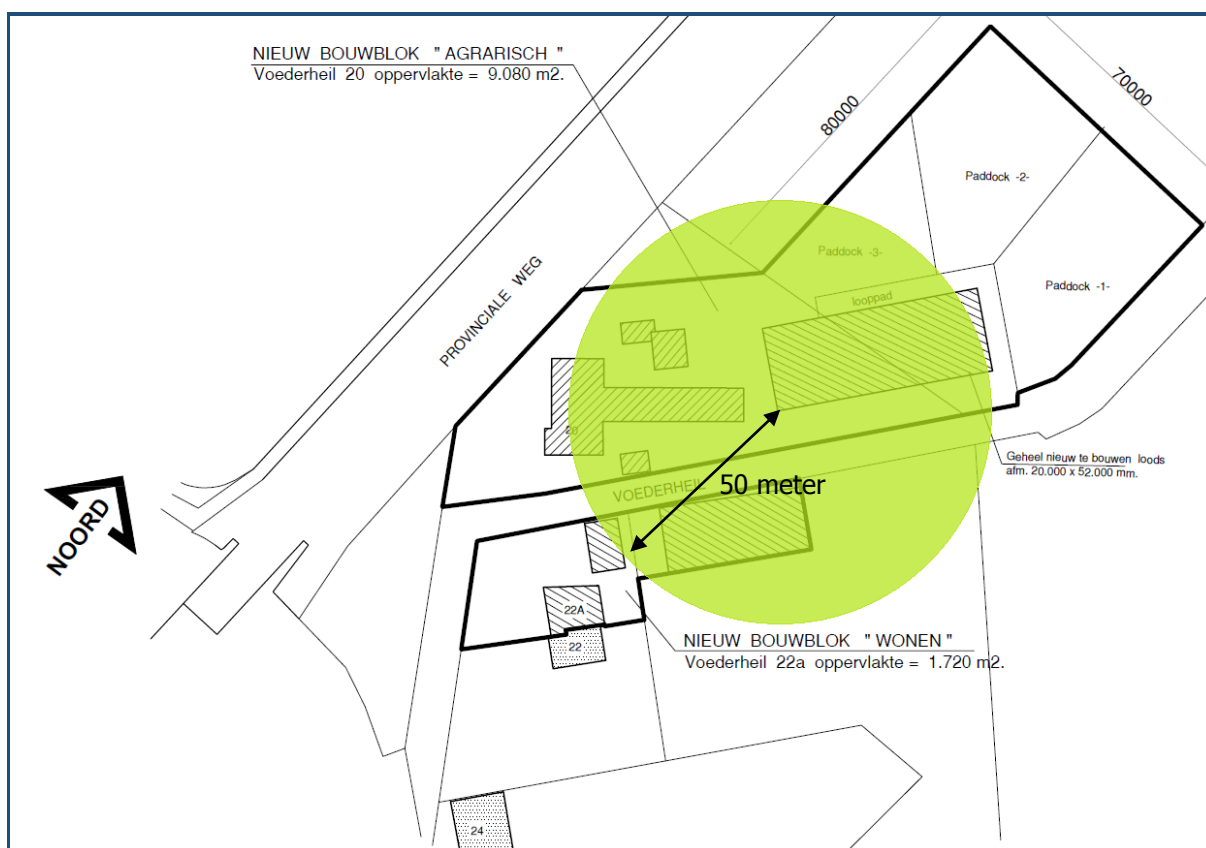 NIEUW BOUWBLOK " AGRARISCH "
Voederheil 20 oppervlakte = 9.080 m2.
70000
80000
Paddock -2-
PROVINCIALE WEG
Paddock -3-
Paddock -1-
looppad
20
Geheel nieuw te bouwen loods
afm. 20.000 x 52.000 mm.
VOEDERHEIL
50 meter
NOORD
22A
22
NIEUW BOUWBLOK " WONEN "
Voederheil 22a oppervlakte = 1.720 m2.
24